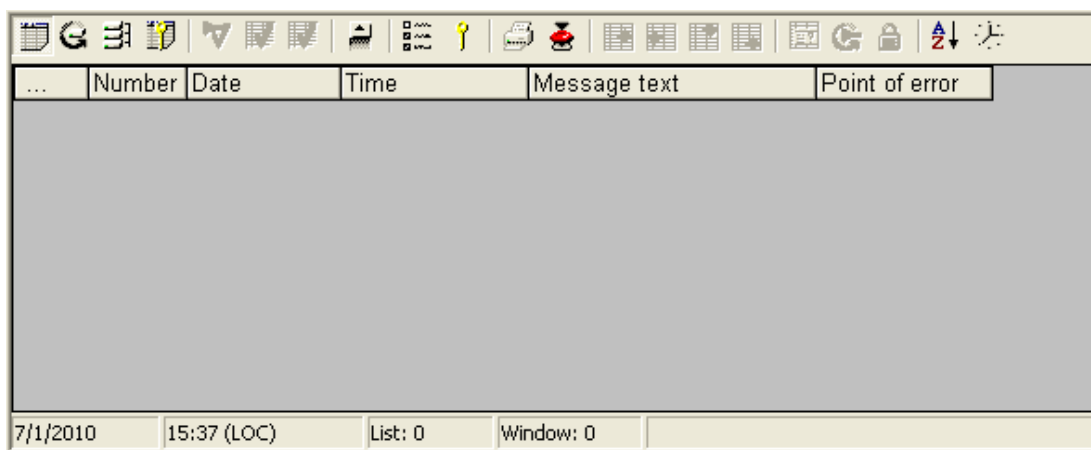 ... Number Date Time Message text Point of error
7/1/2010 15:37 (LOC) List: 0 Window: 0